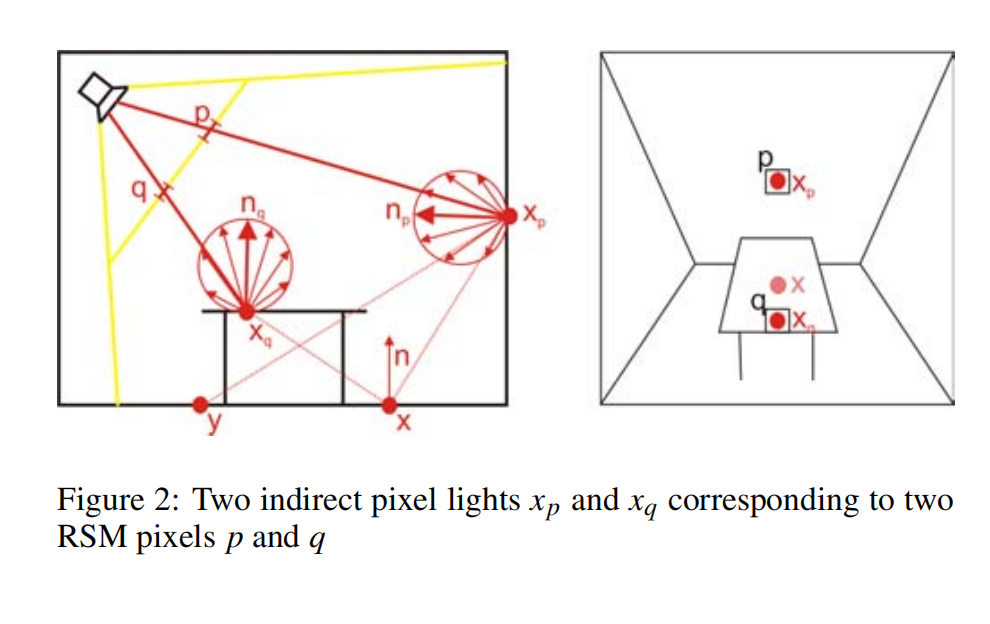 p
q
n_q
n_p
x_p
x_q
n
y
x
p
x_p
x
q
x_q
Figure 2: Two indirect pixel lights x_p and x_q corresponding to two
RSM pixels p and q